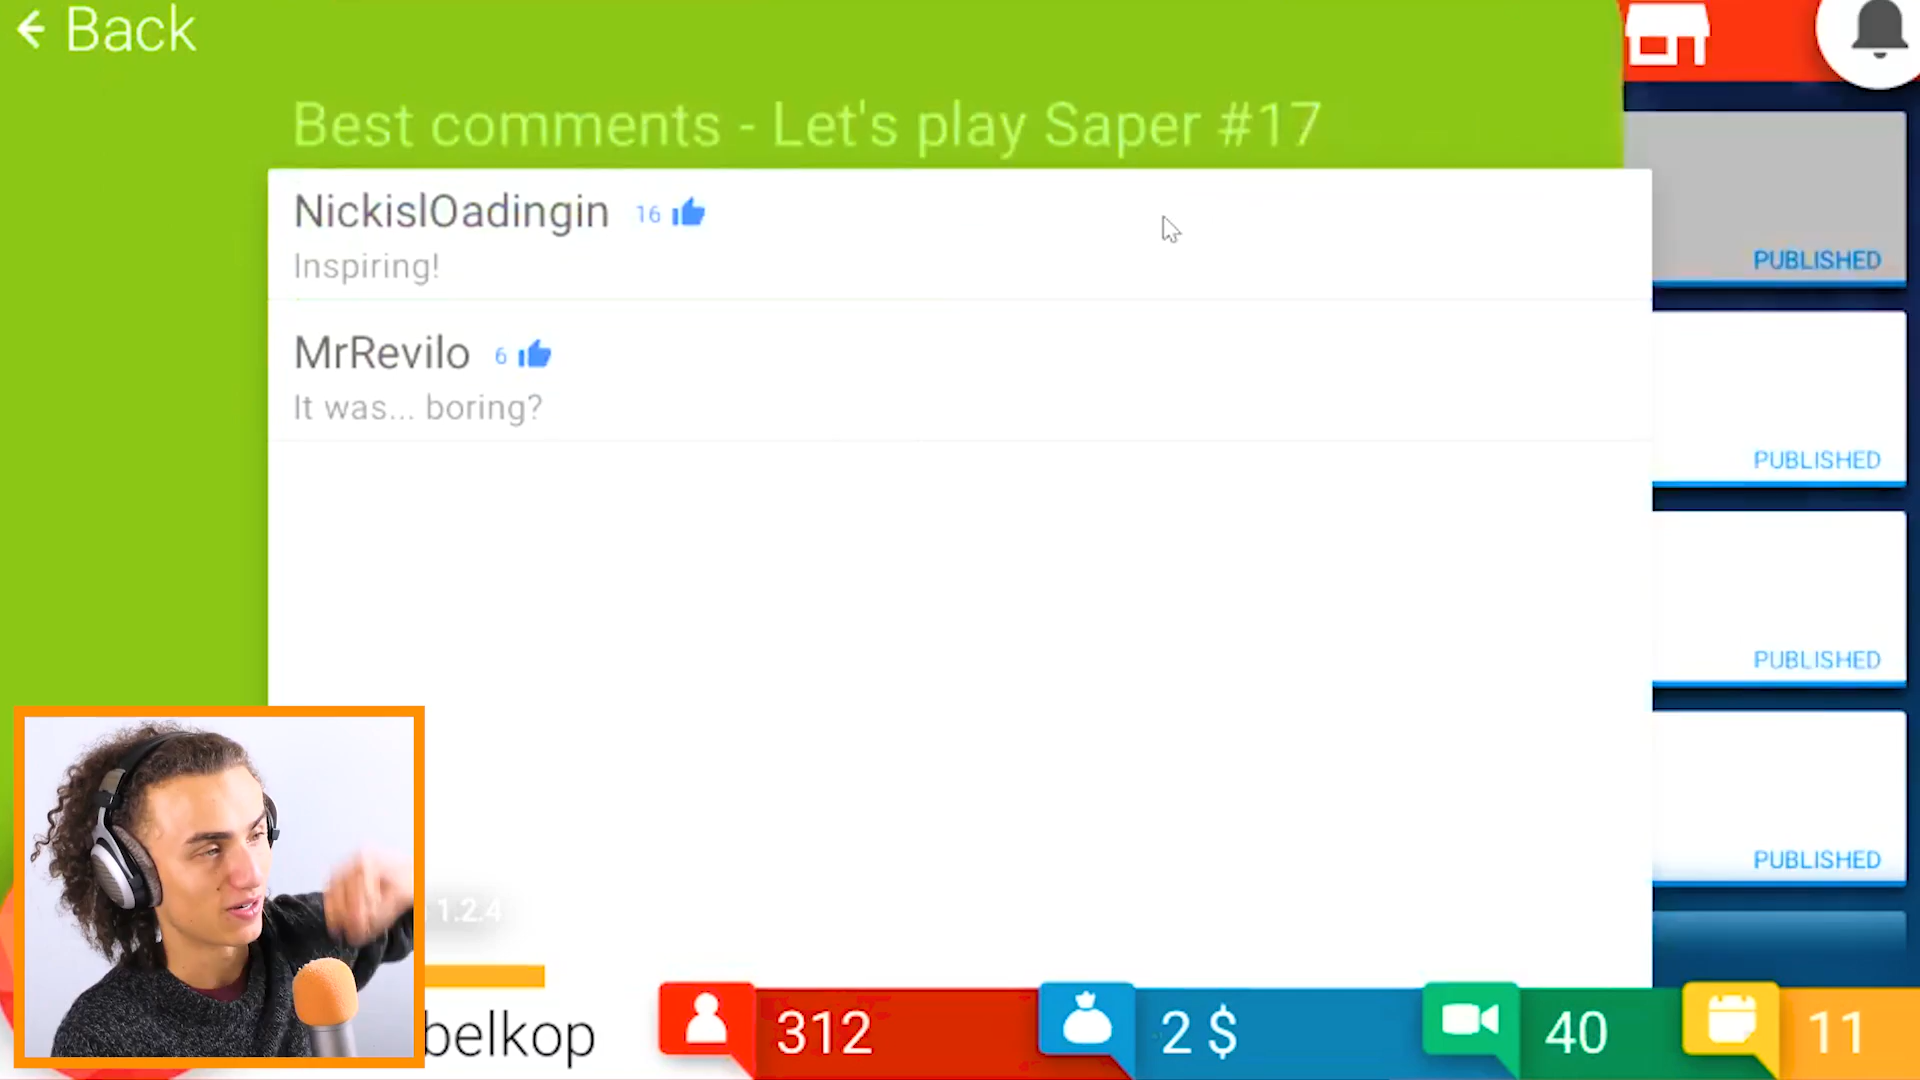 Back
Best comments - Let's play Saper #17
NickislOadingin 16
Inspiring!
PUBLISHED
MrRevilo 6
It was... boring?
PUBLISHED
PUBLISHED
PUBLISHED
1.2.4
belkop
312
2 $
40
11